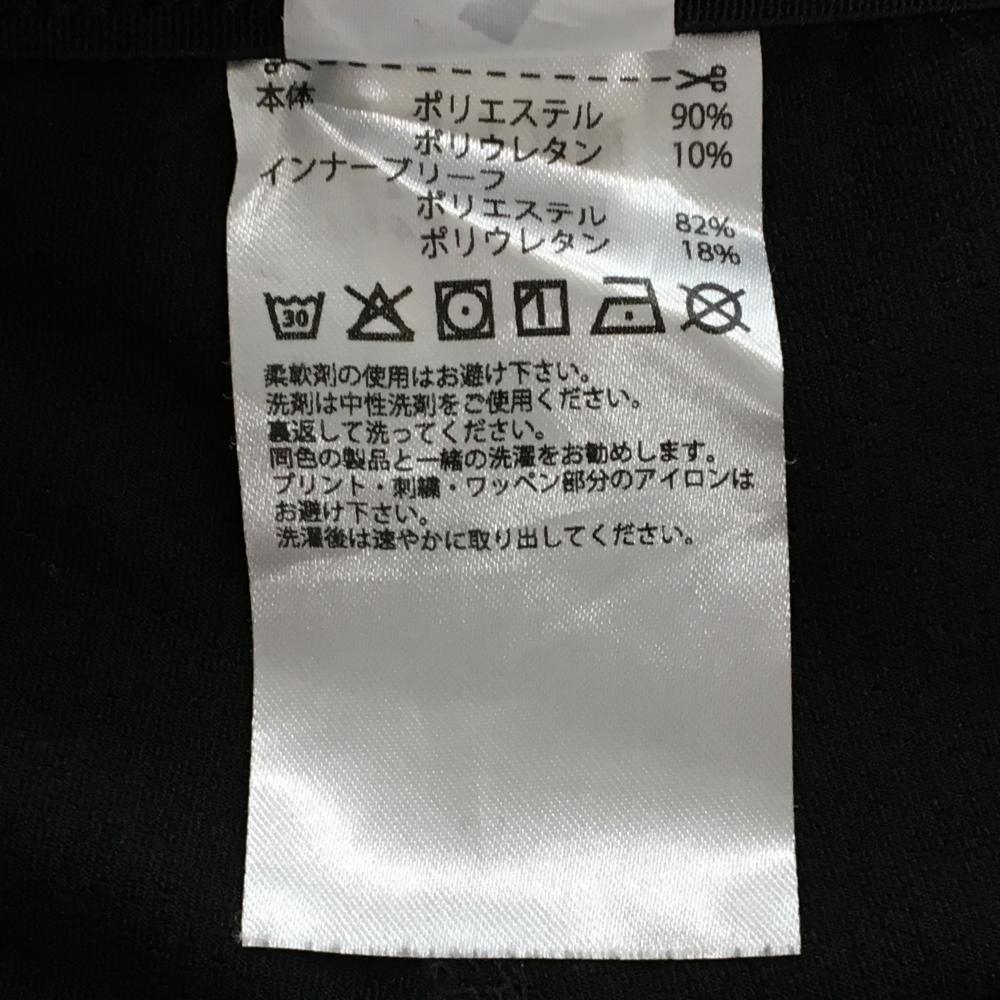 本体 ポリエステル 90%
ポリウレタン 10%
インナーブリーフ
ポリエステル 82%
ポリウレタン 18%
30
柔軟剤の使用はお避け下さい。
洗剤は中性洗剤をご使用ください。
裏返して洗ってください。
同色の製品と一緒の洗濯をお勧めします。
プリント・刺繍・ワッペン部分のアイロンは
お避け下さい。
洗濯後は速やかに取り出してください。